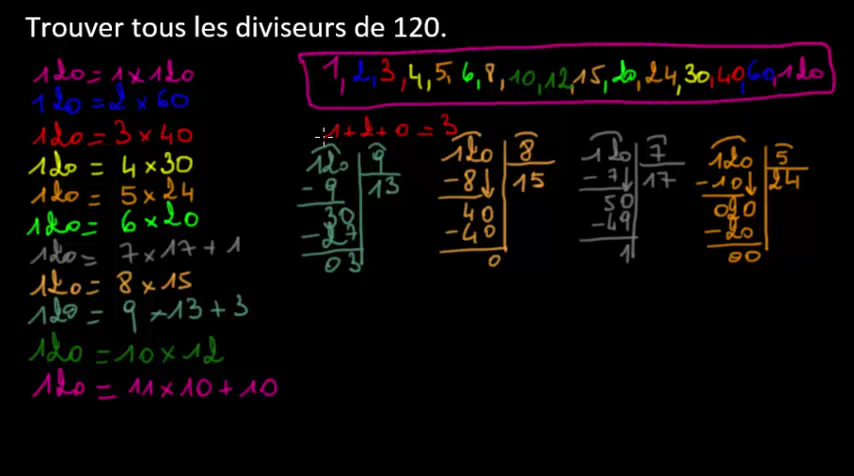 Trouver tous les diviseurs de 120.
1, 2, 3, 4, 5, 6, 8, 10, 12, 15, 20, 24, 30, 40, 60, 120
120 = 1 × 120
120 = 2 × 60
120 = 3 × 40
120 = 4 × 30
120 = 5 × 24
120 = 6 × 20
120 = 7 × 17 + 1
120 = 8 × 15
120 = 9 × 13 + 3
120 = 10 × 12
120 = 11 × 10 + 10
1 + 2 + 0 = 3
120 9
- 9 13
30
- 27
03
120 8
- 8 15
40
- 40
0
120 7
- 7 17
50
- 49
1
120 5
- 10 24
020
- 20
00